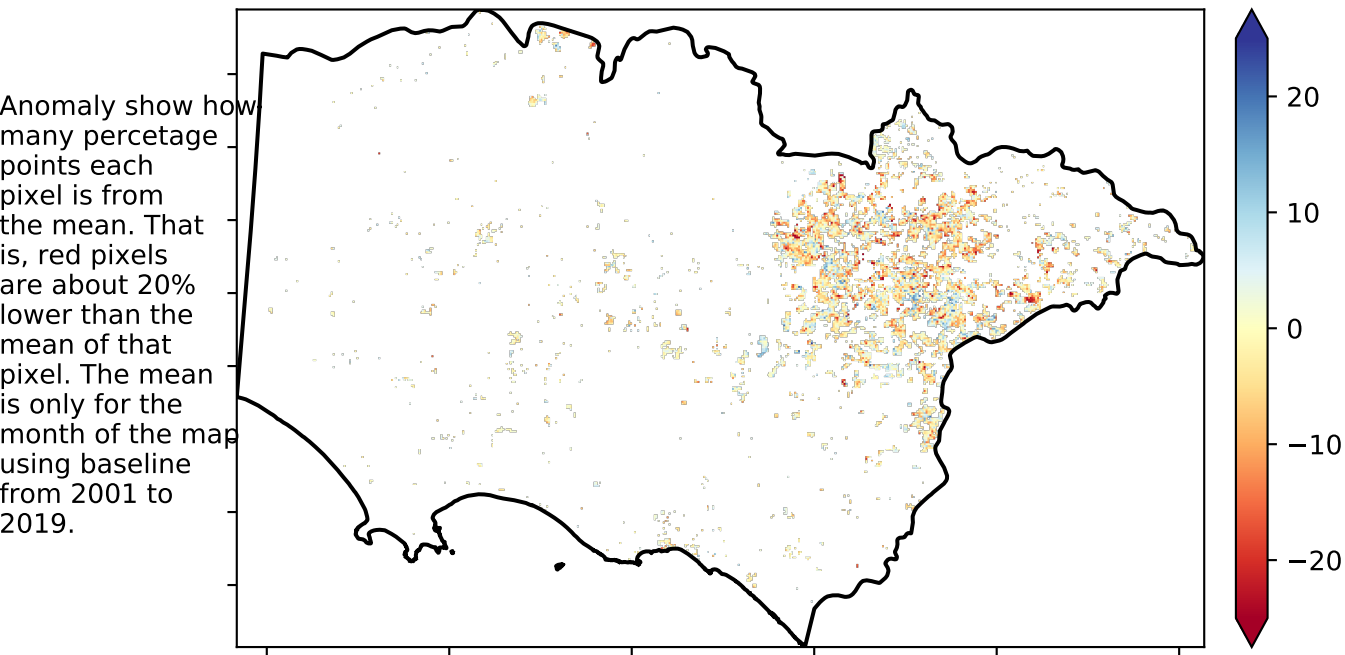 Anomaly show how
many percetage
points each
pixel is from
the mean. That
is, red pixels
are about 20%
lower than the
mean of that
pixel. The mean
is only for the
month of the map
using baseline
from 2001 to
2019.
20
10
0
−10
−20